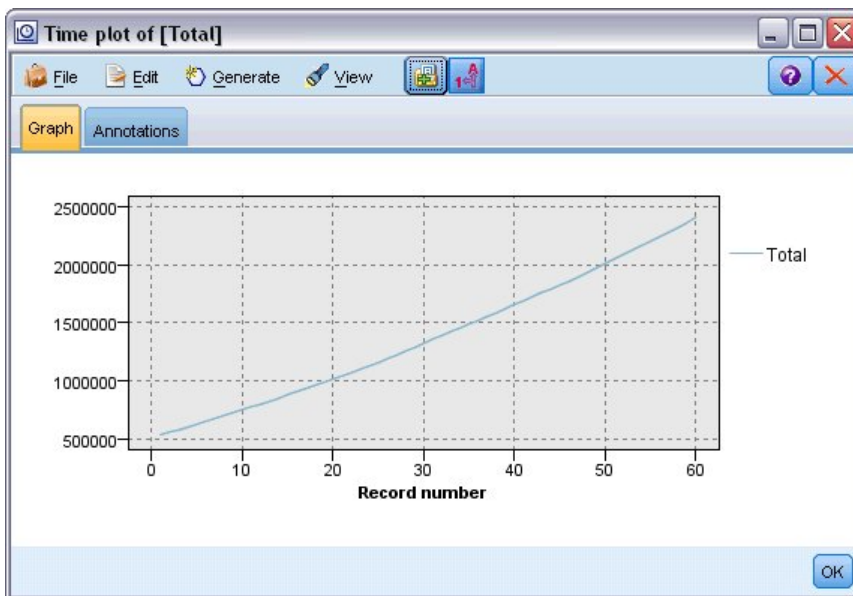 Time plot of [Total]
File Edit Generate View
Graph Annotations
2500000
2000000
1500000
1000000
500000
Total
0 10 20 30 40 50 60
Record number
OK